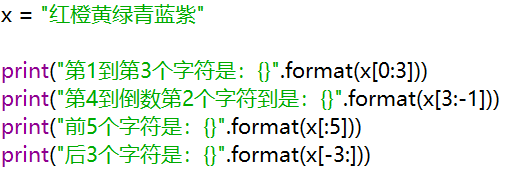 x = "红橙黄绿青蓝紫"
print("第1到第3个字符是：{}".format(x[0:3]))
print("第4到倒数第2个字符到是：{}".format(x[3:-1]))
print("前5个字符是：{}".format(x[:5]))
print("后3个字符是：{}".format(x[-3:]))